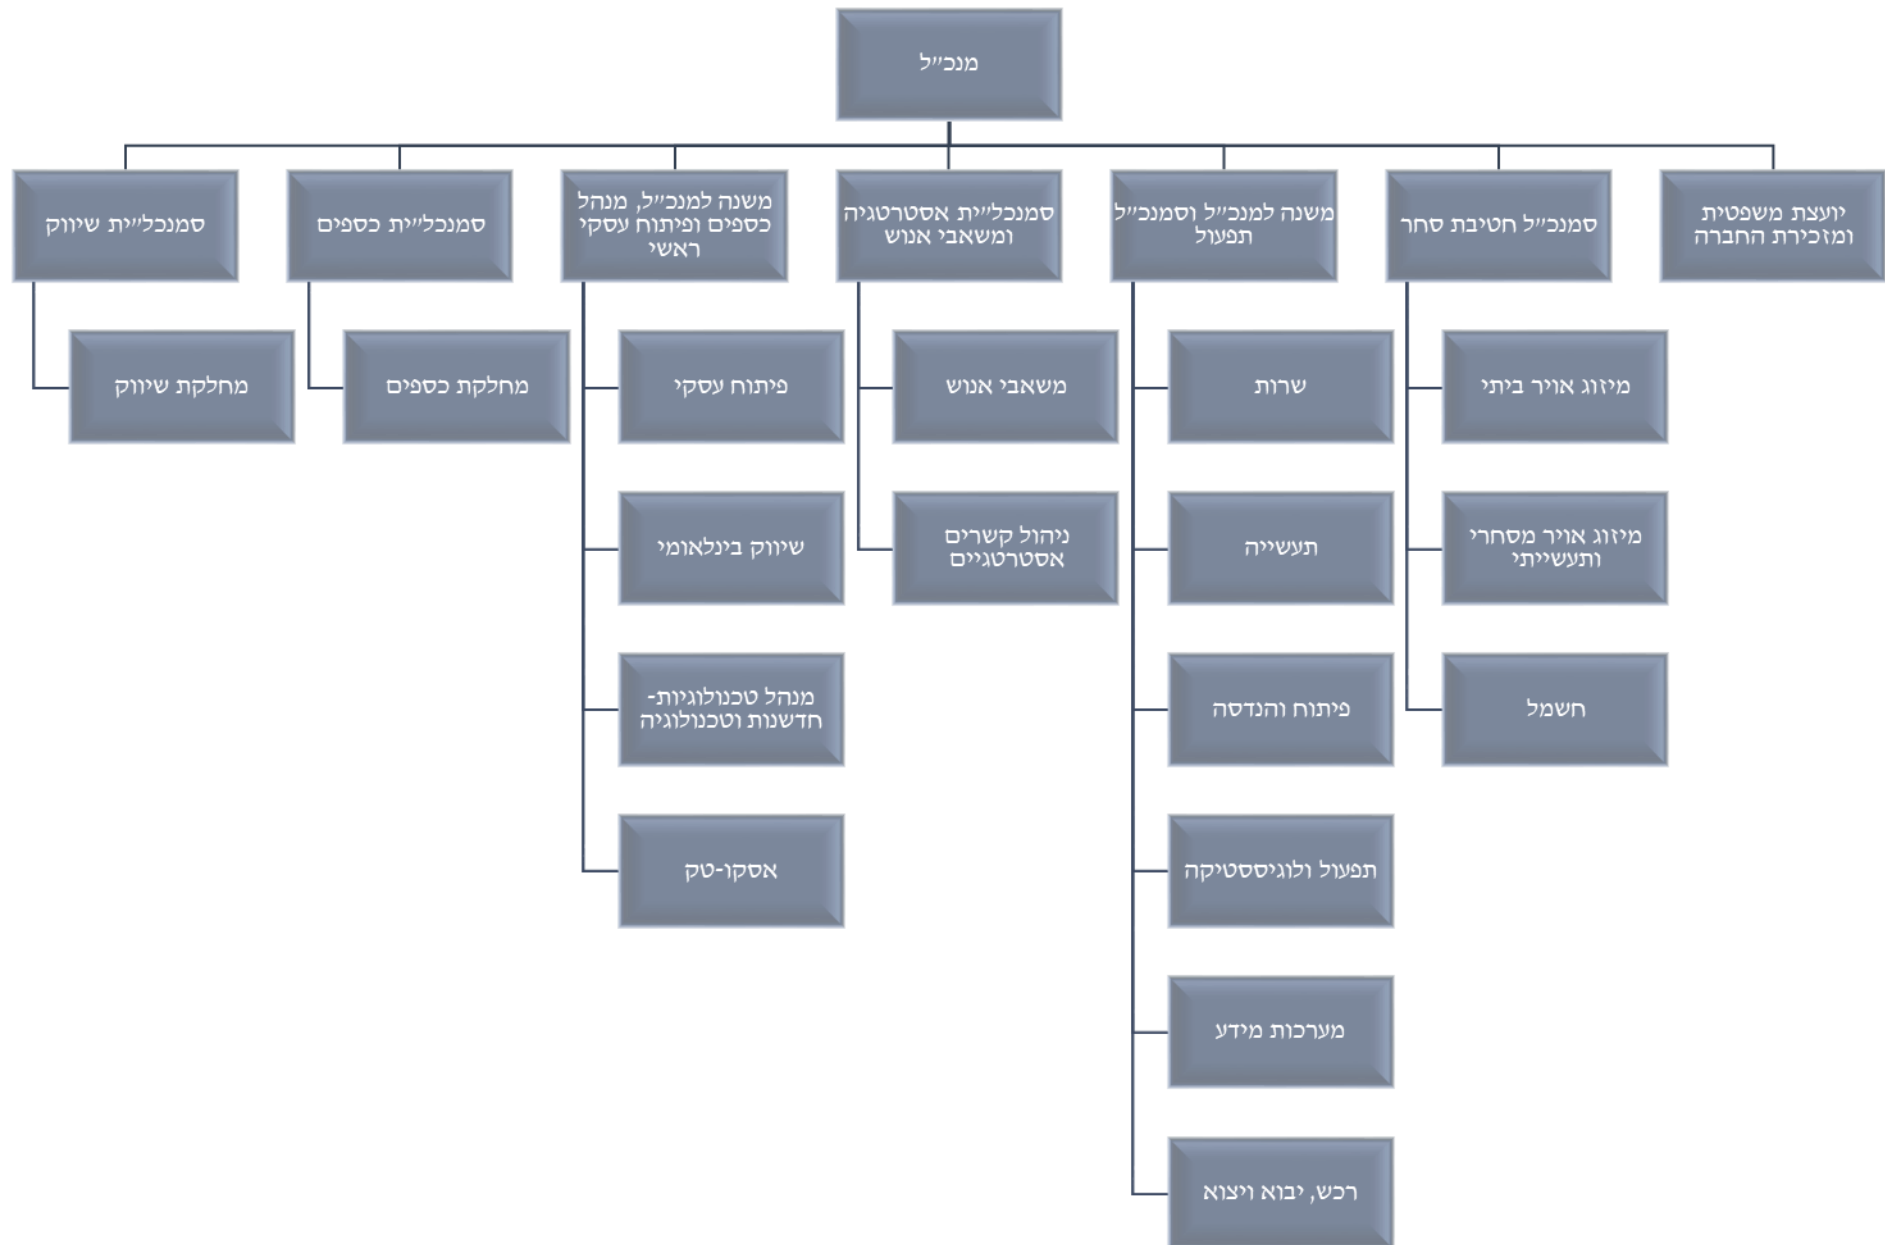 מנכ״ל
יועצת משפטית
ומזכירת החברה
סמנכ״ל חטיבת סחר
מיזוג אויר ביתי
מיזוג אויר מסחרי
ותעשייתי
חשמל
משנה למנכ״ל וסמנכ״ל
תפעול
שרות
תעשייה
פיתוח והנדסה
תפעול ולוגיססטיקה
מערכות מידע
רכש, יבוא ויצוא
סמנכל״ית אסטרטגיה
ומשאבי אנוש
משאבי אנוש
ניהול קשרים
אסטרטגיים
משנה למנכ״ל, מנהל
כספים ופיתוח עסקי
ראשי
פיתוח עסקי
שיווק בינלאומי
מנהל טכנולוגיות-
חדשנות וטכנולוגיה
אסקו-טק
סמנכל״ית כספים
מחלקת כספים
סמנכל״ית שיווק
מחלקת שיווק